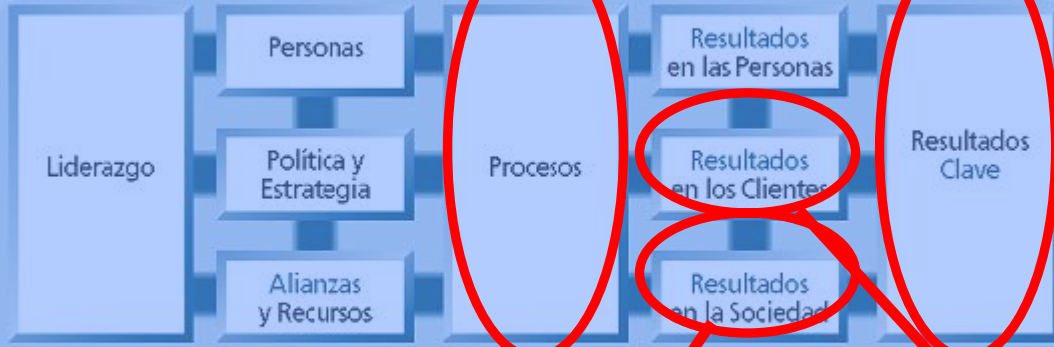 Liderazgo
Personas
Política y
Estrategia
Alianzas
y Recursos
Procesos
Resultados
en las Personas
Resultados
en los Clientes
Resultados
en la Sociedad
Resultados
Clave